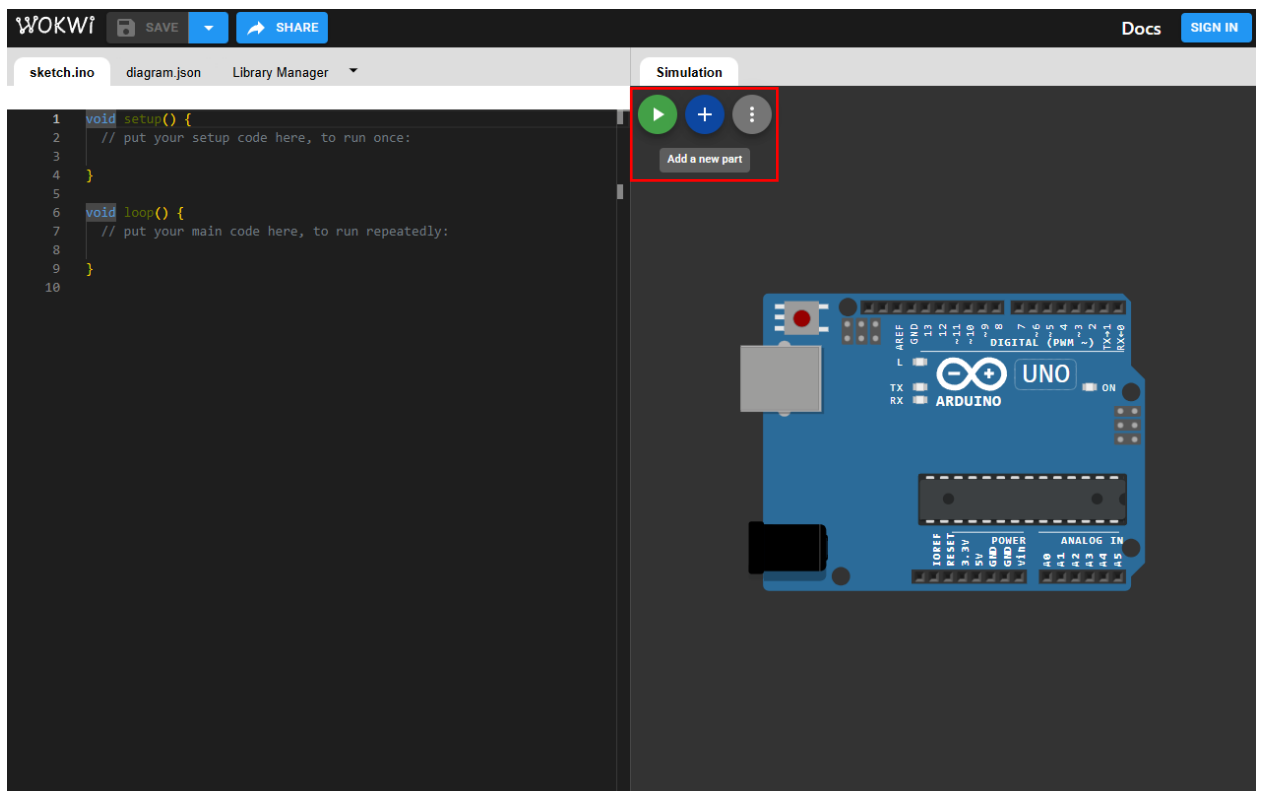 WOKWi SAVE SHARE Docs SIGN IN
sketch.ino diagram.json Library Manager Simulation
1 void setup() {
2 // put your setup code here, to run once:
3
4 }
5
6 void loop() {
7 // put your main code here, to run repeatedly:
8
9 }
10
Add a new part
AREF GND 13 12 ~11 ~10 ~9 8 7 ~6 ~5 4 ~3 2 TX→1 RX←0
DIGITAL (PWM ~)
L
UNO
TX ON
RX ARDUINO
POWER ANALOG IN
IOREF RESET 3.3V 5V GND GND Vin A0 A1 A2 A3 A4 A5